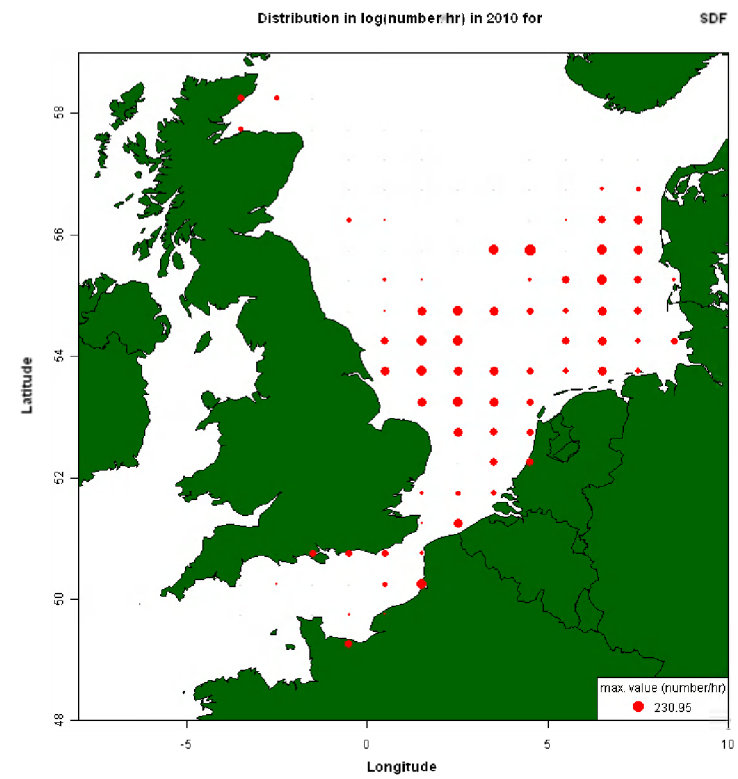 Distribution in log(number/hr) in 2010 for SDF
58
56
54
52
50
48
Latitude
-5 0 5 10
Longitude
max. value (number/hr)
230.95